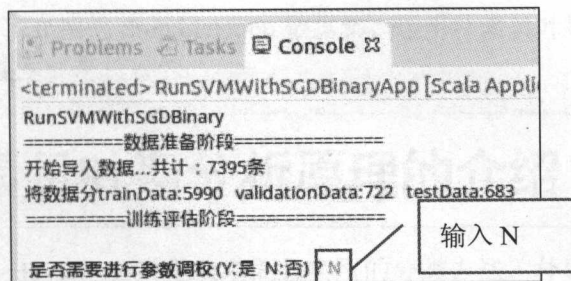 Problems Tasks Console
<terminated> RunSVMWithSGDBinaryApp [Scala Appli
RunSVMWithSGDBinary
==========数据准备阶段===============
开始导入数据...共计：7395条
将数据分trainData:5990 validationData:722 testData:683
==========训练评估阶段===============
是否需要进行参数调校(Y:是 N:否)? N
输入 N